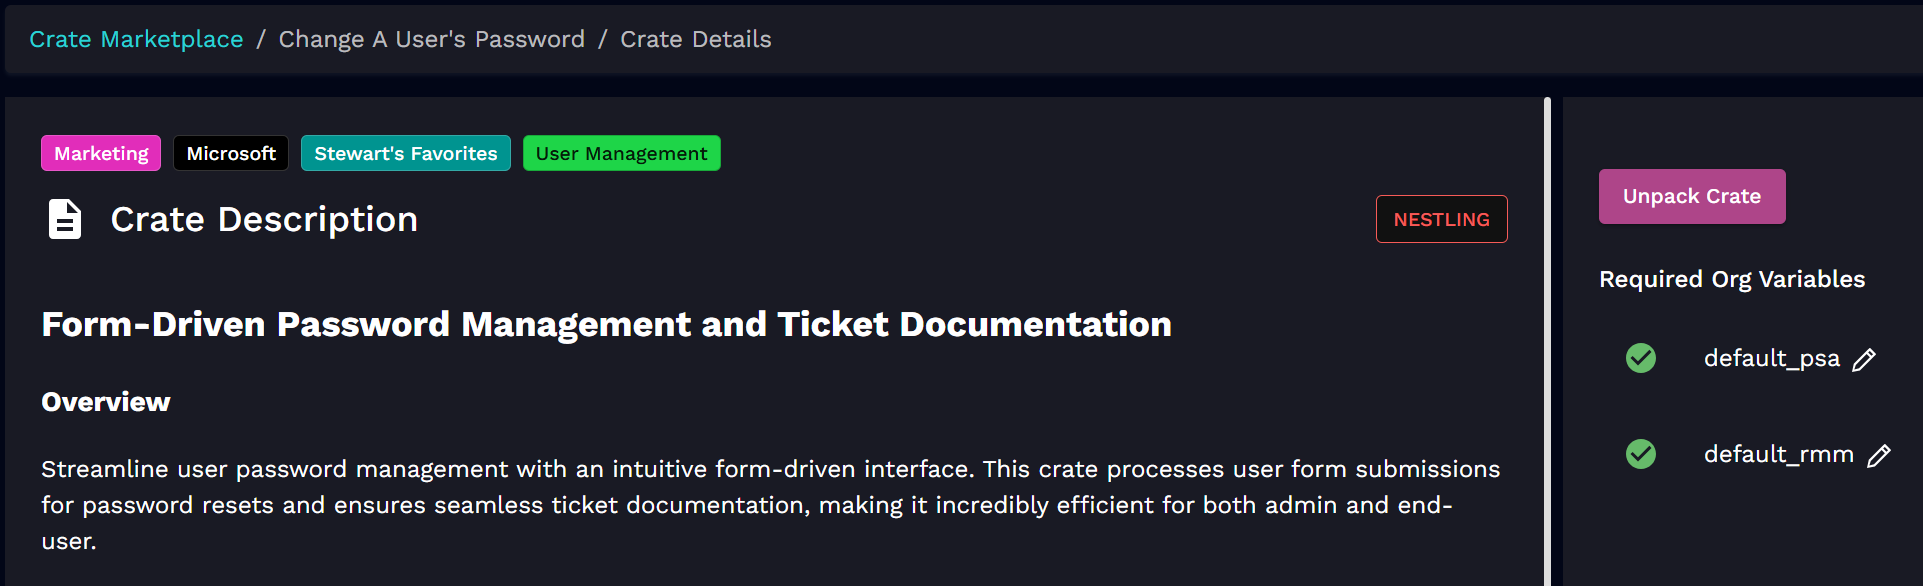 Crate Marketplace / Change A User's Password / Crate Details
Marketing Microsoft Stewart's Favorites User Management
Crate Description
NESTLING
Form-Driven Password Management and Ticket Documentation
Overview
Streamline user password management with an intuitive form-driven interface. This crate processes user form submissions
for password resets and ensures seamless ticket documentation, making it incredibly efficient for both admin and end-
user.
Unpack Crate
Required Org Variables
default_psa
default_rmm